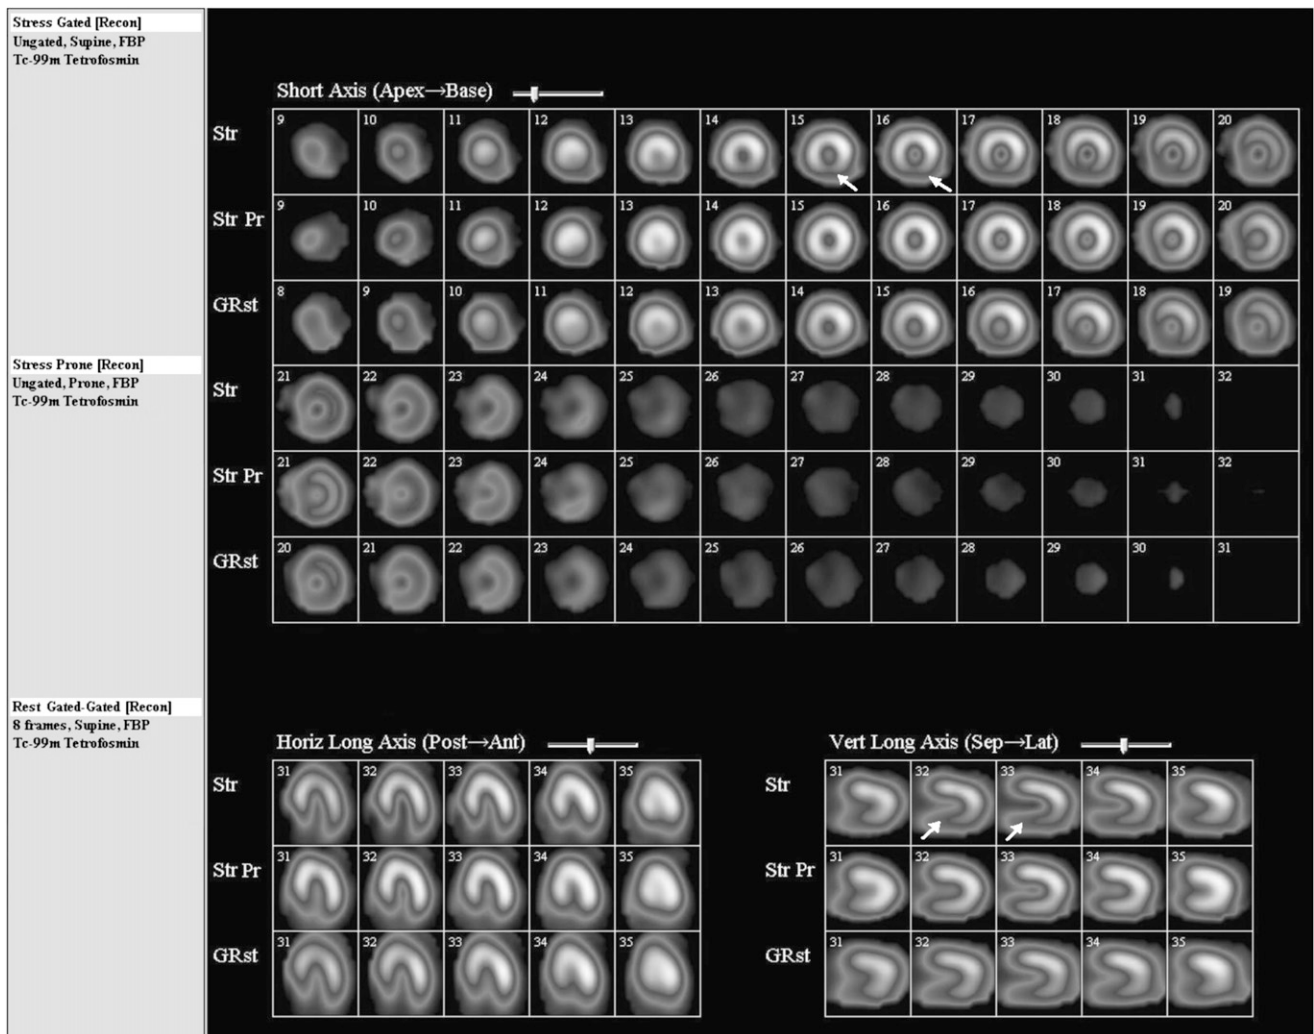 Stress Gated [Recon]
Ungated, Supine, FBP
Tc-99m Tetrofosmin
Short Axis (Apex→Base)
Str
9 10 11 12 13 14 15 16 17 18 19 20
Str Pr
9 10 11 12 13 14 15 16 17 18 19 20
GRst
8 9 10 11 12 13 14 15 16 17 18 19
Stress Prone [Recon]
Ungated, Prone, FBP
Tc-99m Tetrofosmin
Str
21 22 23 24 25 26 27 28 29 30 31 32
Str Pr
21 22 23 24 25 26 27 28 29 30 31 32
GRst
20 21 22 23 24 25 26 27 28 29 30 31
Rest Gated-Gated [Recon]
8 frames, Supine, FBP
Tc-99m Tetrofosmin
Horiz Long Axis (Post→Ant)
Str
31 32 33 34 35
Str Pr
31 32 33 34 35
GRst
31 32 33 34 35
Vert Long Axis (Sep→Lat)
Str
31 32 33 34 35
Str Pr
31 32 33 34 35
GRst
31 32 33 34 35